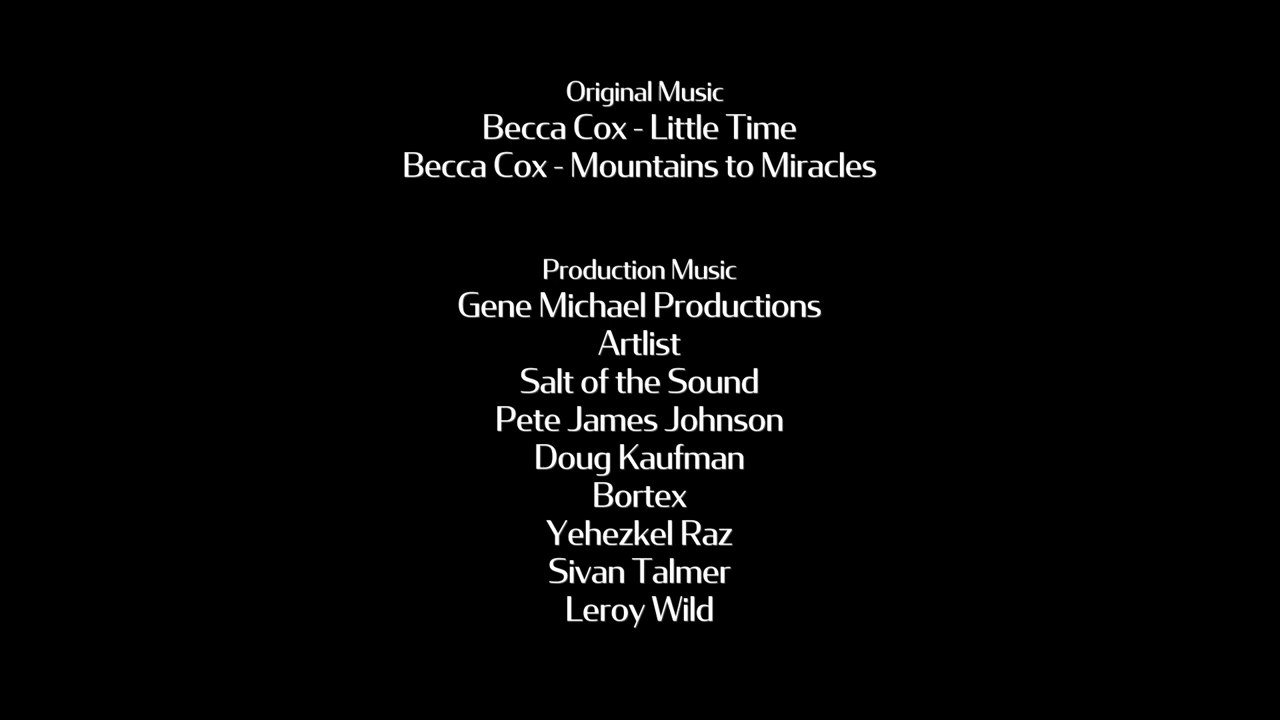 Original Music
Becca Cox - Little Time
Becca Cox - Mountains to Miracles
Production Music
Gene Michael Productions
Artlist
Salt of the Sound
Pete James Johnson
Doug Kaufman
Bortex
Yehezkel Raz
Sivan Talmer
Leroy Wild